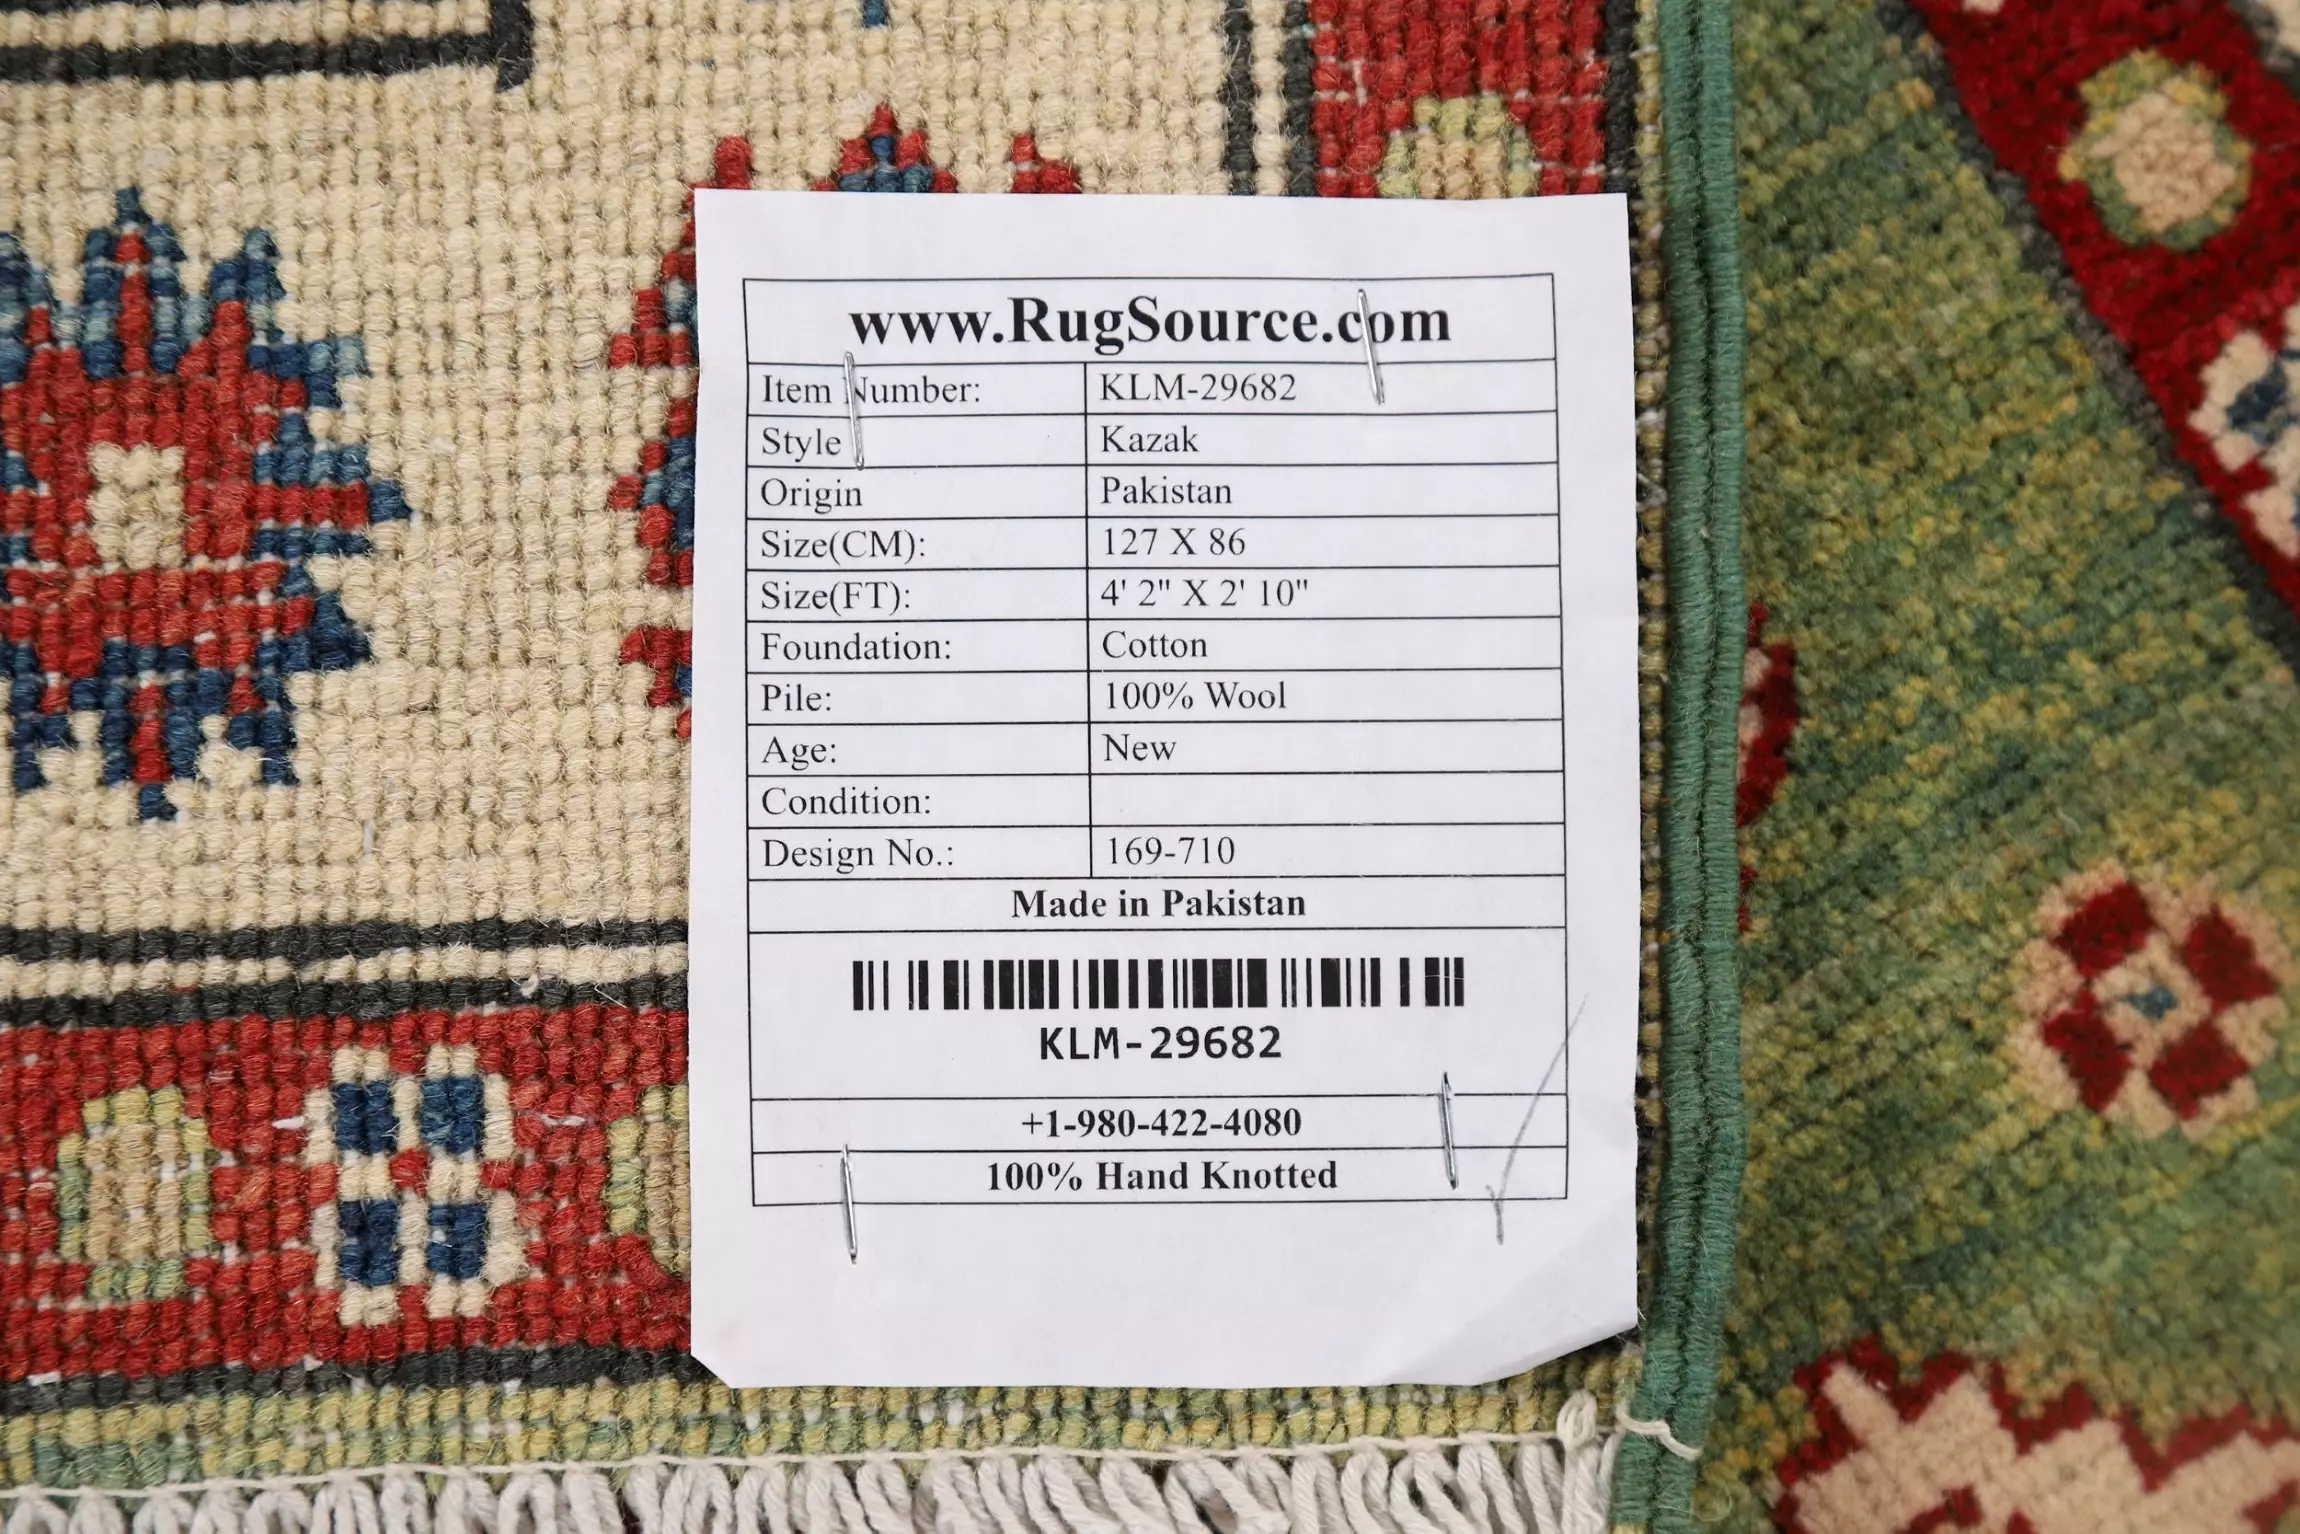 www.RugSource.com
Item Number: KLM-29682
Style Kazak
Origin Pakistan
Size(CM): 127 X 86
Size(FT): 4' 2" X 2' 10"
Foundation: Cotton
Pile: 100% Wool
Age: New
Condition:
Design No.: 169-710
Made in Pakistan
KLM-29682
+1-980-422-4080
100% Hand Knotted